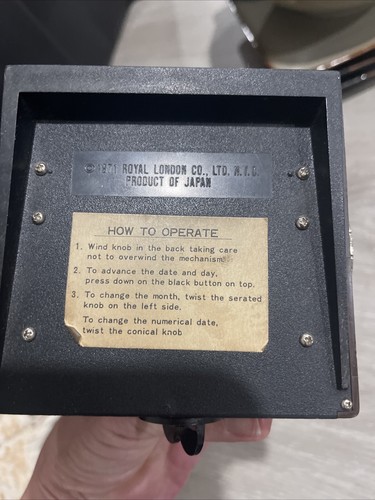 © 1971 ROYAL LONDON CO., LTD. N.Y.C.
PRODUCT OF JAPAN
HOW TO OPERATE
1. Wind knob in the back taking care
not to overwind the mechanism.
2. To advance the date and day,
press down on the black button on top.
3. To change the month, twist the serated
knob on the left side.
To change the numerical date,
twist the conical knob